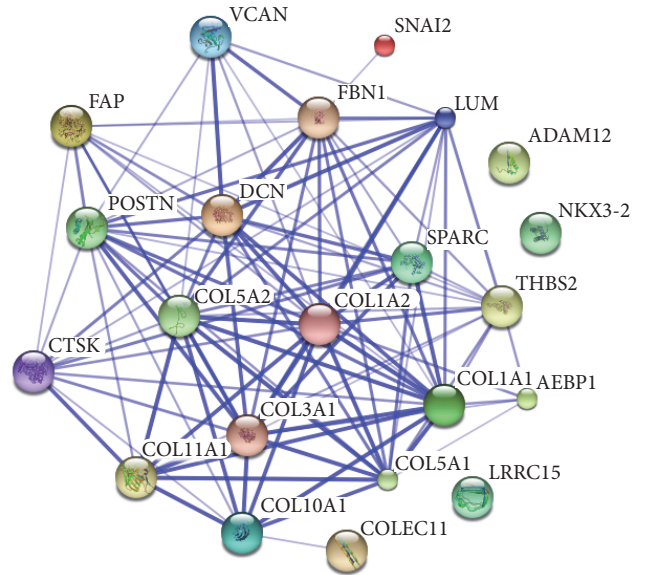 VCAN
SNAI2
FBN1
LUM
FAP
ADAM12
DCN
POSTN
NKX3-2
SPARC
THBS2
COL5A2
COL1A2
CTSK
COL1A1
AEBP1
COL3A1
COL11A1
COL5A1
LRRC15
COL10A1
COLEC11